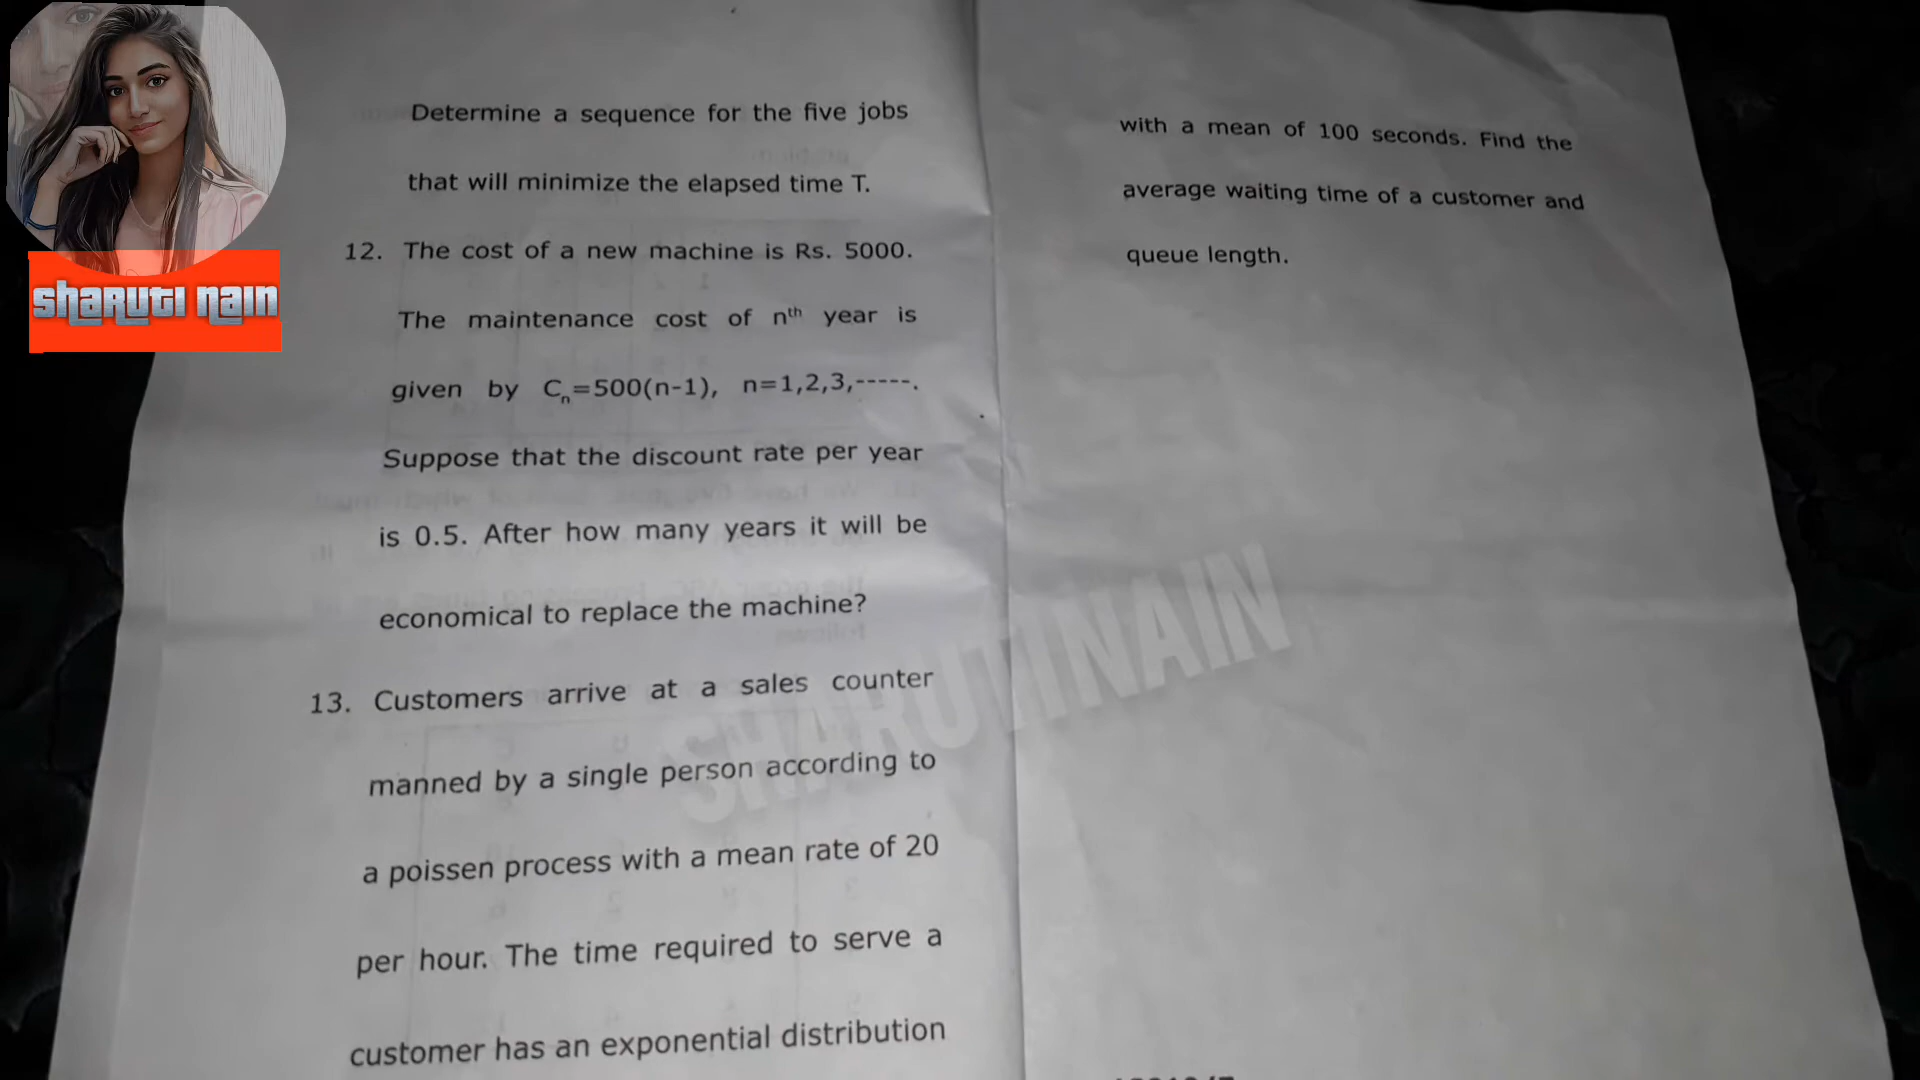 Determine a sequence for the five jobs
that will minimize the elapsed time T.
12. The cost of a new machine is Rs. 5000.
The maintenance cost of nth year is
given by Cn=500(n-1), n=1,2,3,-----.
Suppose that the discount rate per year
is 0.5. After how many years it will be
economical to replace the machine?
13. Customers arrive at a sales counter
manned by a single person according to
a poissen process with a mean rate of 20
per hour. The time required to serve a
customer has an exponential distribution
with a mean of 100 seconds. Find the
average waiting time of a customer and
queue length.
SHARUTI NAIN
SHARUTI NAIN